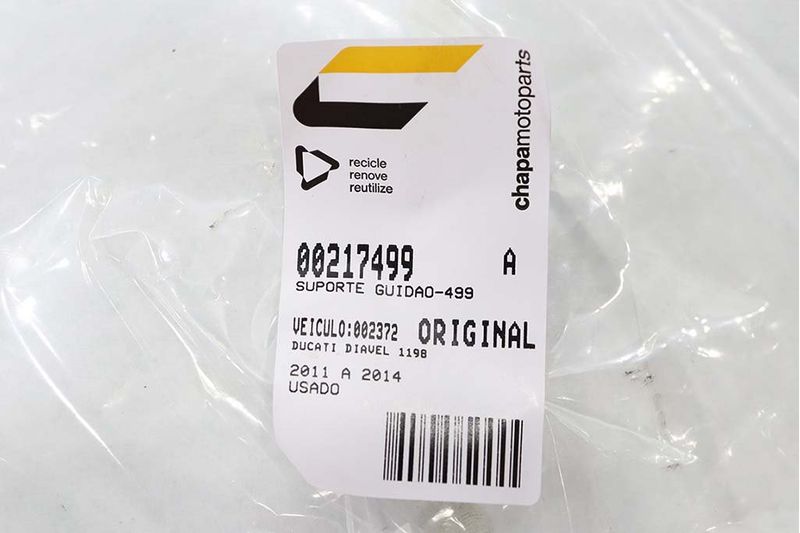 chapamotoparts
recicle
renove
reutilize
00217499 A
SUPORTE GUIDAO-499
VEICULO:002372 ORIGINAL
DUCATI DIAVEL 1198
2011 A 2014
USADO